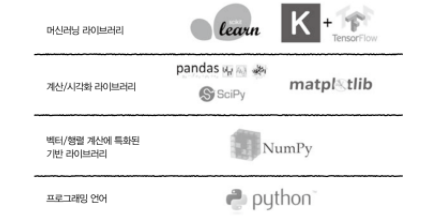 머신러닝 라이브러리
learn
K
+
TensorFlow
계산/시각화 라이브러리
pandas
SciPy
matplotlib
벡터/행렬 계산에 특화된
기반 라이브러리
NumPy
프로그래밍 언어
python